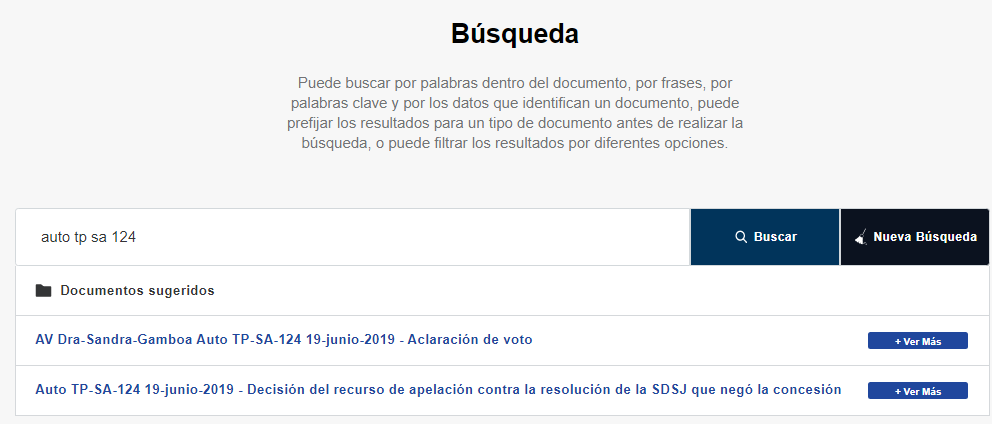 Búsqueda
Puede buscar por palabras dentro del documento, por frases, por
palabras clave y por los datos que identifican un documento, puede
prefijar los resultados para un tipo de documento antes de realizar la
búsqueda, o puede filtrar los resultados por diferentes opciones.
auto tp sa 124
Buscar
Nueva Búsqueda
Documentos sugeridos
AV Dra-Sandra-Gamboa Auto TP-SA-124 19-junio-2019 - Aclaración de voto
+ Ver Más
Auto TP-SA-124 19-junio-2019 - Decisión del recurso de apelación contra la resolución de la SDSJ que negó la concesión
+ Ver Más